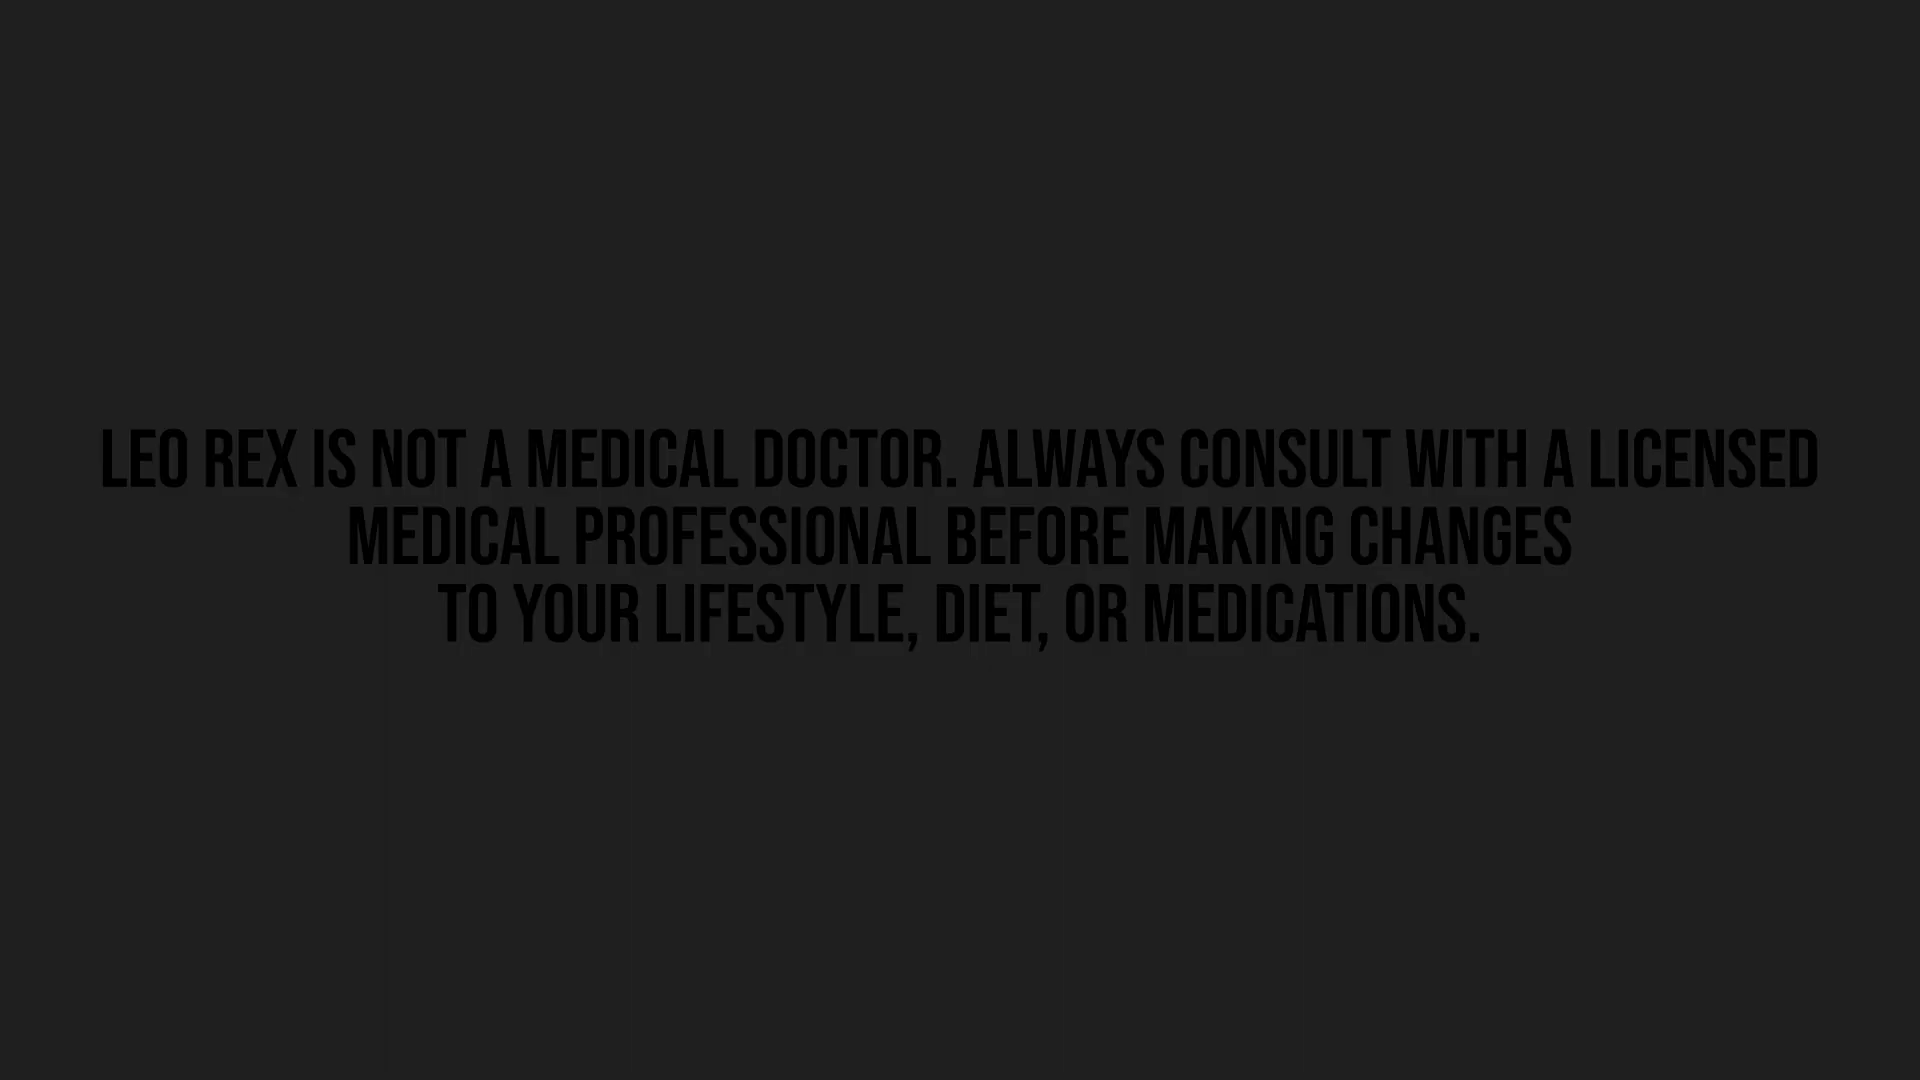 LEO REX IS NOT A MEDICAL DOCTOR. ALWAYS CONSULT WITH A LICENSED
MEDICAL PROFESSIONAL BEFORE MAKING CHANGES
TO YOUR LIFESTYLE, DIET, OR MEDICATIONS.